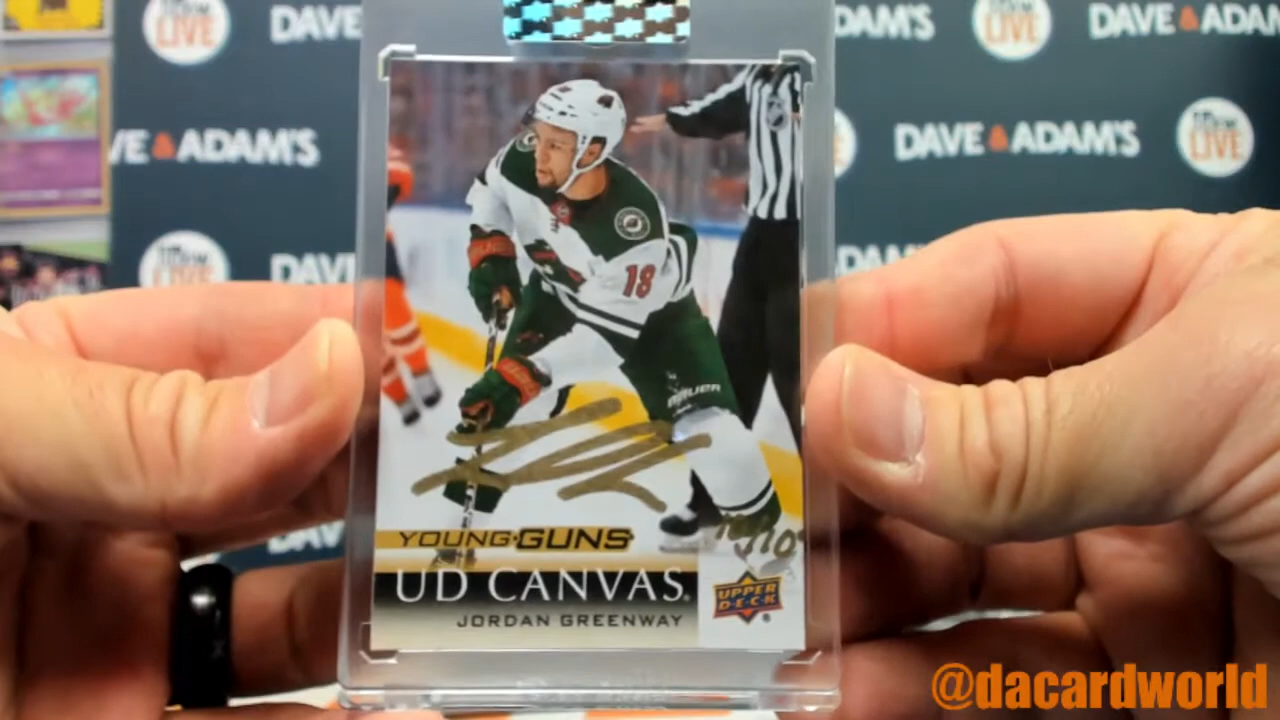 LIVE
DAVE
DAVE & ADAM'S
DAVE & ADAM'S
LIVE
DAVE & ADAM'S
LIVE
LIVE
DAVE
18
BAUER
YOUNG GUNS
UD CANVAS
JORDAN GREENWAY
UPPER DECK
@dacardworld